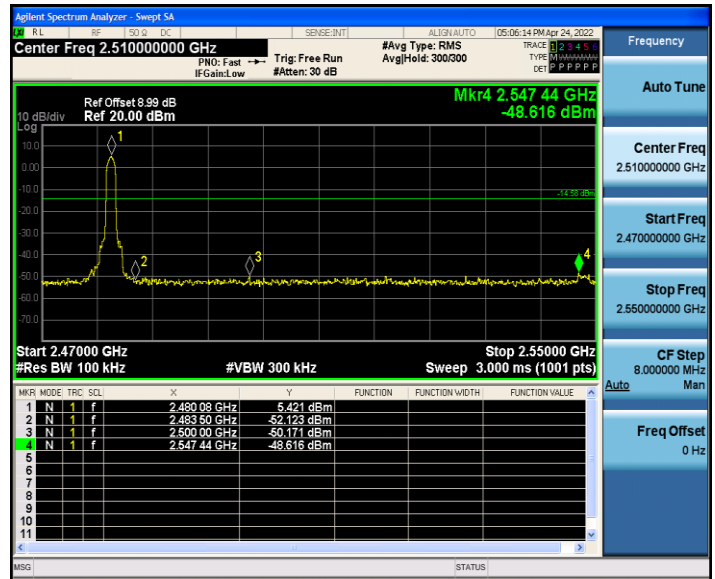 Agilent Spectrum Analyzer - Swept SA
RL RF 50 Ω DC SENSE:INT ALIGNAUTO 05:06:14 PM Apr 24, 2022
Center Freq 2.510000000 GHz
PNO: Fast
IFGain:Low
Trig: Free Run
#Atten: 30 dB
#Avg Type: RMS
Avg|Hold: 300/300
TRACE 1 2 3 4 5 6
TYPE M
DET P P P P P P
Frequency
Auto Tune
Center Freq
2.510000000 GHz
Start Freq
2.470000000 GHz
Stop Freq
2.550000000 GHz
CF Step
8.000000 MHz
Auto Man
Freq Offset
0 Hz
Mkr4 2.547 44 GHz
-48.616 dBm
Ref Offset 8.99 dB
10 dB/div Ref 20.00 dBm
Log
10.0
0.00
-10.0
-20.0
-30.0
-40.0
-50.0
-60.0
-70.0
1
2
3
4
Start 2.47000 GHz Stop 2.55000 GHz
#Res BW 100 kHz #VBW 300 kHz Sweep 3.000 ms (1001 pts)
MKR MODE TRC SCL X Y FUNCTION FUNCTION WIDTH FUNCTION VALUE
1 N 1 f 2.480 08 GHz 5.421 dBm
2 N 1 f 2.483 50 GHz -52.123 dBm
3 N 1 f 2.500 00 GHz -50.171 dBm
4 N 1 f 2.547 44 GHz -48.616 dBm
5
6
7
8
9
10
11
MSG STATUS